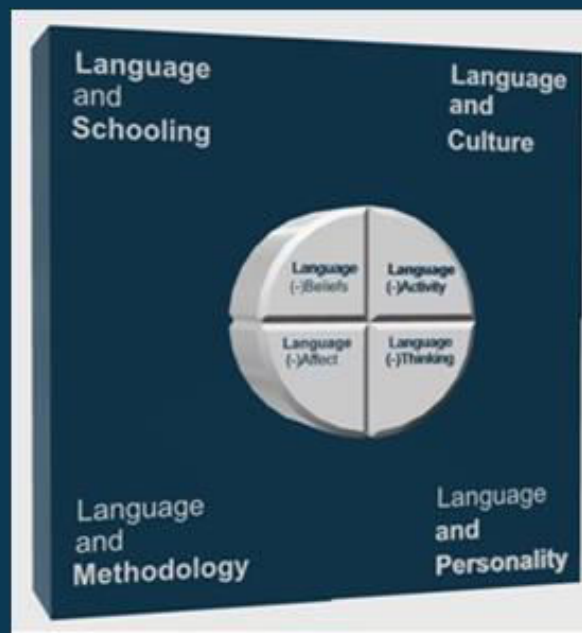 Language
and
Schooling
Language
and
Culture
Language
(-)Beliefs
Language
(-)Activity
Language
(-)Affect
Language
(-)Thinking
Language
and
Methodology
Language
and
Personality